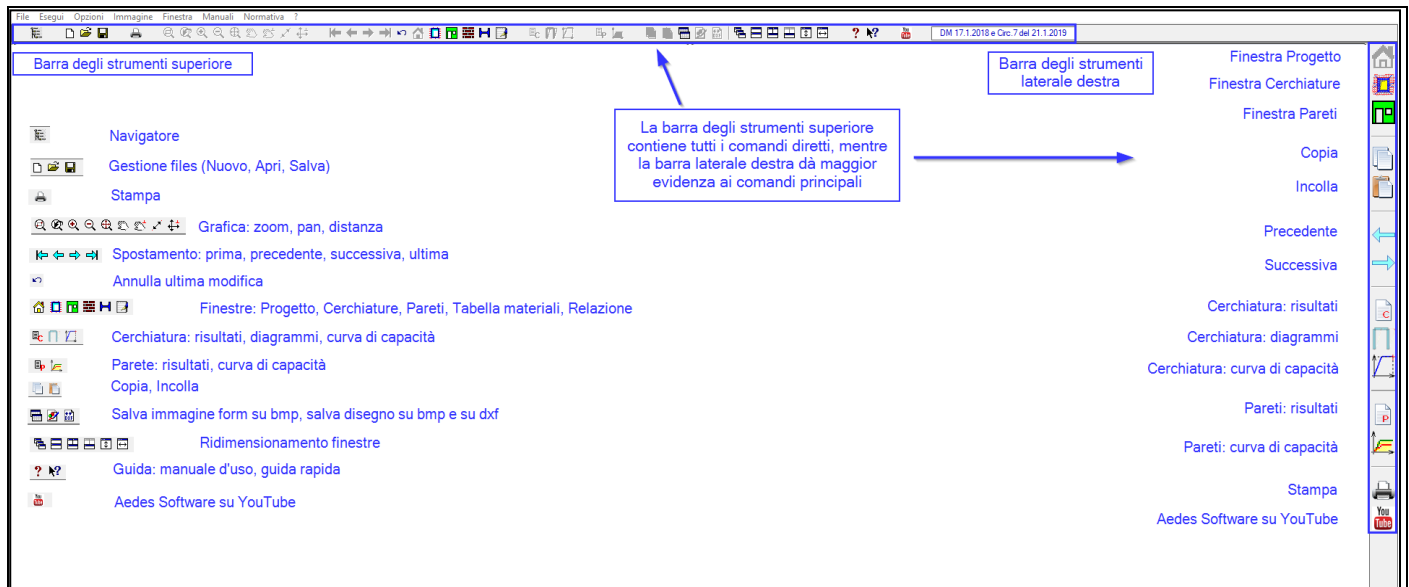 File Esegui Opzioni Immagine Finestra Manuali Normativa ?
DM 17.1.2018 e Circ.7 del 21.1.2019
Barra degli strumenti superiore
Barra degli strumenti
laterale destra
La barra degli strumenti superiore
contiene tutti i comandi diretti, mentre
la barra laterale destra dà maggior
evidenza ai comandi principali
Navigatore
Gestione files (Nuovo, Apri, Salva)
Stampa
Grafica: zoom, pan, distanza
Spostamento: prima, precedente, successiva, ultima
Annulla ultima modifica
Finestre: Progetto, Cerchiature, Pareti, Tabella materiali, Relazione
Cerchiatura: risultati, diagrammi, curva di capacità
Parete: risultati, curva di capacità
Copia, Incolla
Salva immagine form su bmp, salva disegno su bmp e su dxf
Ridimensionamento finestre
Guida: manuale d'uso, guida rapida
Aedes Software su YouTube
Finestra Progetto
Finestra Cerchiature
Finestra Pareti
Copia
Incolla
Precedente
Successiva
Cerchiatura: risultati
C
Cerchiatura: diagrammi
Cerchiatura: curva di capacità
Pareti: risultati
P
Pareti: curva di capacità
Stampa
Aedes Software su YouTube
You
Tube